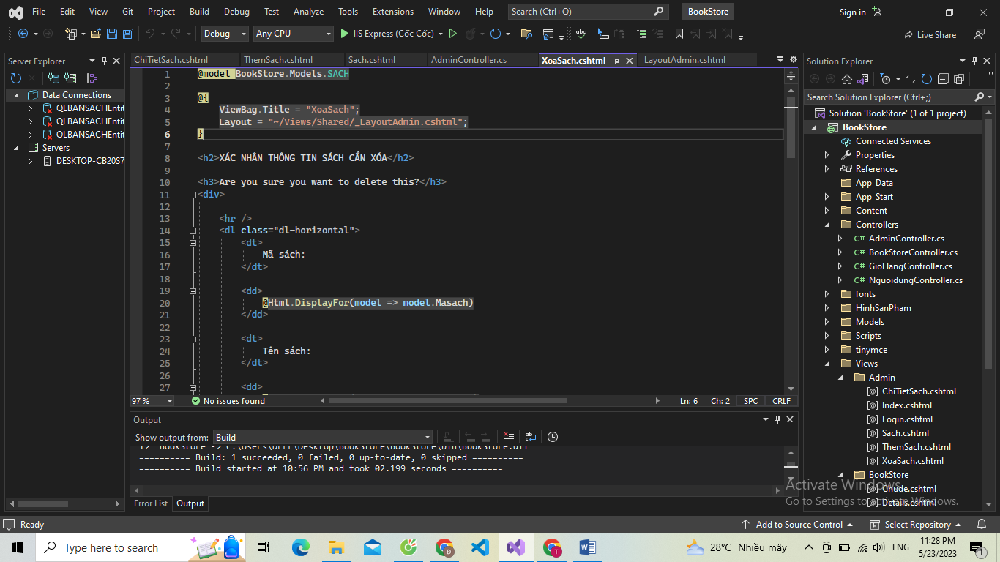 File Edit View Git Project Build Debug Test Analyze Tools Extensions Window Help Search (Ctrl+Q) BookStore Sign in
Debug Any CPU IIS Express (Cốc Cốc) Live Share
Server Explorer
Data Connections
QLBANSACHEntit
QLBANSACHEntit
QLBANSACHEntit
Servers
DESKTOP-CB20S7
ChiTietSach.cshtml ThemSach.cshtml Sach.cshtml AdminController.cs XoaSach.cshtml _LayoutAdmin.cshtml
1 @model BookStore.Models.SACH
2
3 @{
4 ViewBag.Title = "XoaSach";
5 Layout = "~/Views/Shared/_LayoutAdmin.cshtml";
6 }
7
8 <h2>XÁC NHẬN THÔNG TIN SÁCH CẦN XÓA</h2>
9
10 <h3>Are you sure you want to delete this?</h3>
11 <div>
12
13 <hr />
14 <dl class="dl-horizontal">
15 <dt>
16 Mã sách:
17 </dt>
18
19 <dd>
20 @Html.DisplayFor(model => model.Masach)
21 </dd>
22
23 <dt>
24 Tên sách:
25 </dt>
26
27 <dd>
97 % No issues found Ln: 6 Ch: 2 SPC CRLF
Output
Show output from: Build
1> BookStore -> C:\Users\DELL\Desktop\BookStore\BookStore\bin\BookStore.dll
========== Build: 1 succeeded, 0 failed, 0 up-to-date, 0 skipped ==========
========== Build started at 10:56 PM and took 02.199 seconds ==========
Error List Output
Solution Explorer
Search Solution Explorer (Ctrl+;)
Solution 'BookStore' (1 of 1 project)
BookStore
Connected Services
Properties
References
App_Data
App_Start
Content
Controllers
C# AdminController.cs
C# BookStoreController.cs
C# GioHangController.cs
C# NguoidungController.cs
fonts
HinhSanPham
Models
Scripts
tinymce
Views
Admin
[@] ChiTietSach.cshtml
[@] Index.cshtml
[@] Login.cshtml
[@] Sach.cshtml
[@] ThemSach.cshtml
[@] XoaSach.cshtml
BookStore
[@] Chude.cshtml
[@] Details.cshtml
Activate Windows
Go to Settings to activate Windows.
Ready Add to Source Control Select Repository
Type here to search 28°C Nhiều mây ENG 11:28 PM
5/23/2023 1